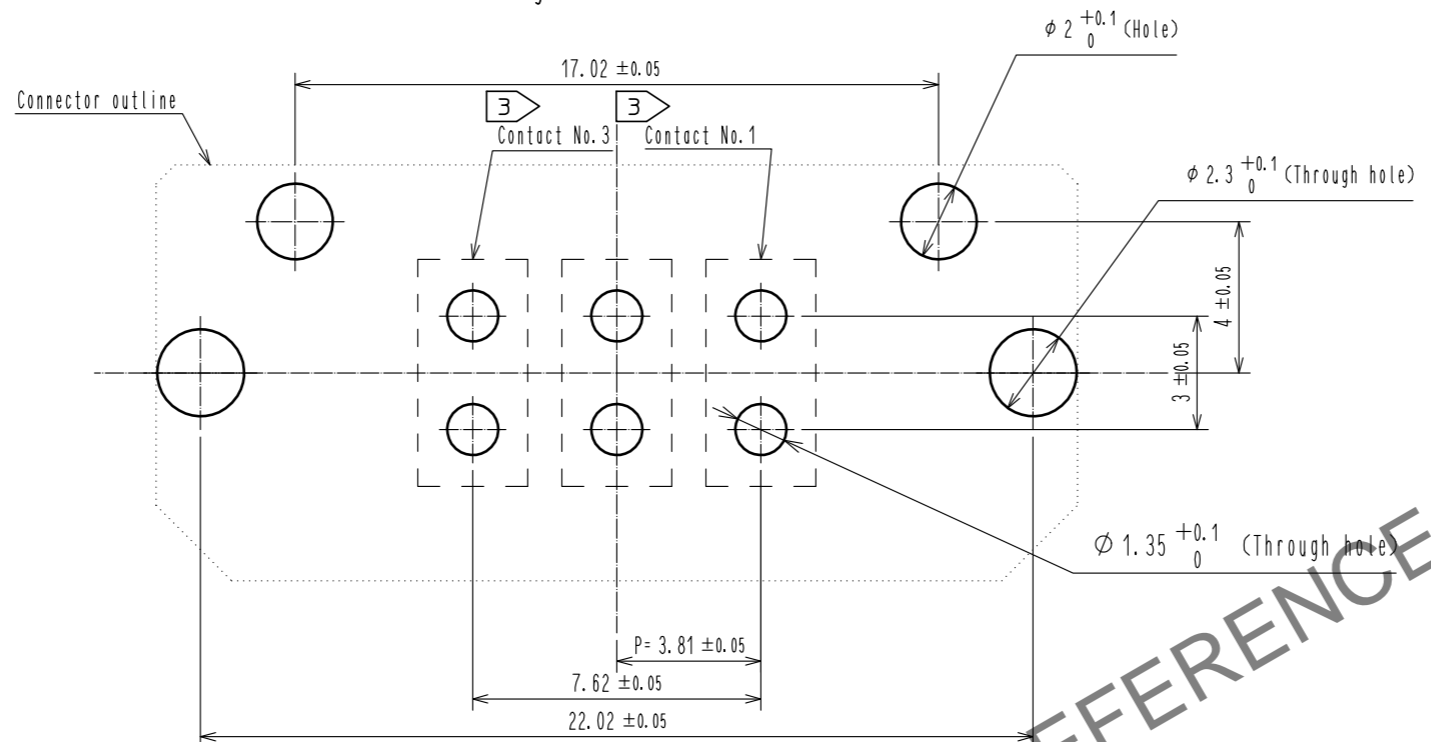 φ 2 +0.1 0 (Hole)
17.02 ±0.05
Connector outline
3
3
Contact No.3
Contact No.1
φ 2.3 +0.1 0 (Through hole)
4 ±0.05
3 ±0.05
φ 1.35 +0.1 0 (Through hole)
P= 3.81 ±0.05
7.62 ±0.05
22.02 ±0.05
EFERENCE